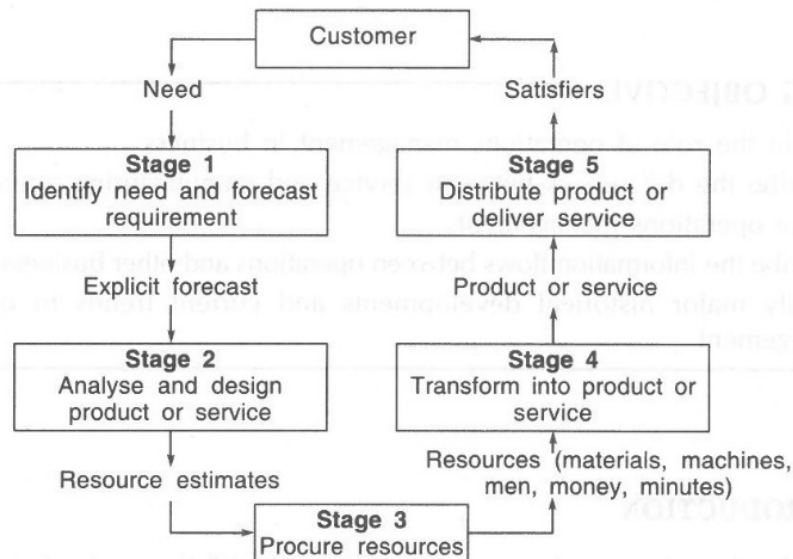 Customer
Need
Satisfiers
Stage 1
Identify need and forecast
requirement
Stage 5
Distribute product or
deliver service
Explicit forecast
Product or service
Stage 2
Analyse and design
product or service
Stage 4
Transform into product or
service
Resource estimates
Resources (materials, machines,
men, money, minutes)
Stage 3
Procure resources